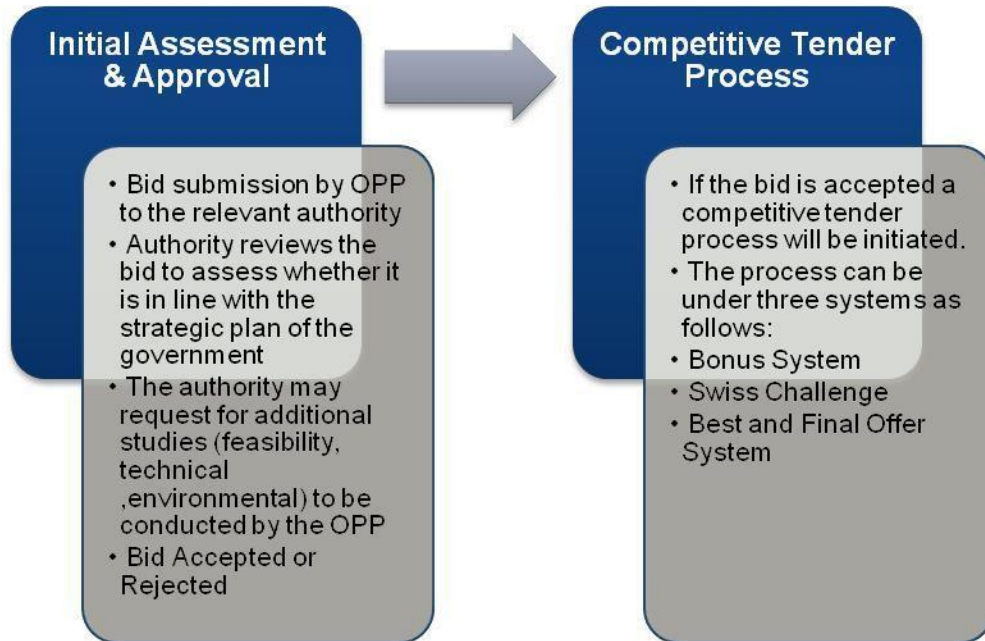 Initial Assessment
& Approval
• Bid submission by OPP
to the relevant authority
• Authority reviews the
bid to assess whether it
is in line with the
strategic plan of the
government
• The authority may
request for additional
studies (feasibility,
technical
,environmental) to be
conducted by the OPP
• Bid Accepted or
Rejected
Competitive Tender
Process
• If the bid is accepted a
competitive tender
process will be initiated.
• The process can be
under three systems as
follows:
• Bonus System
• Swiss Challenge
• Best and Final Offer
System